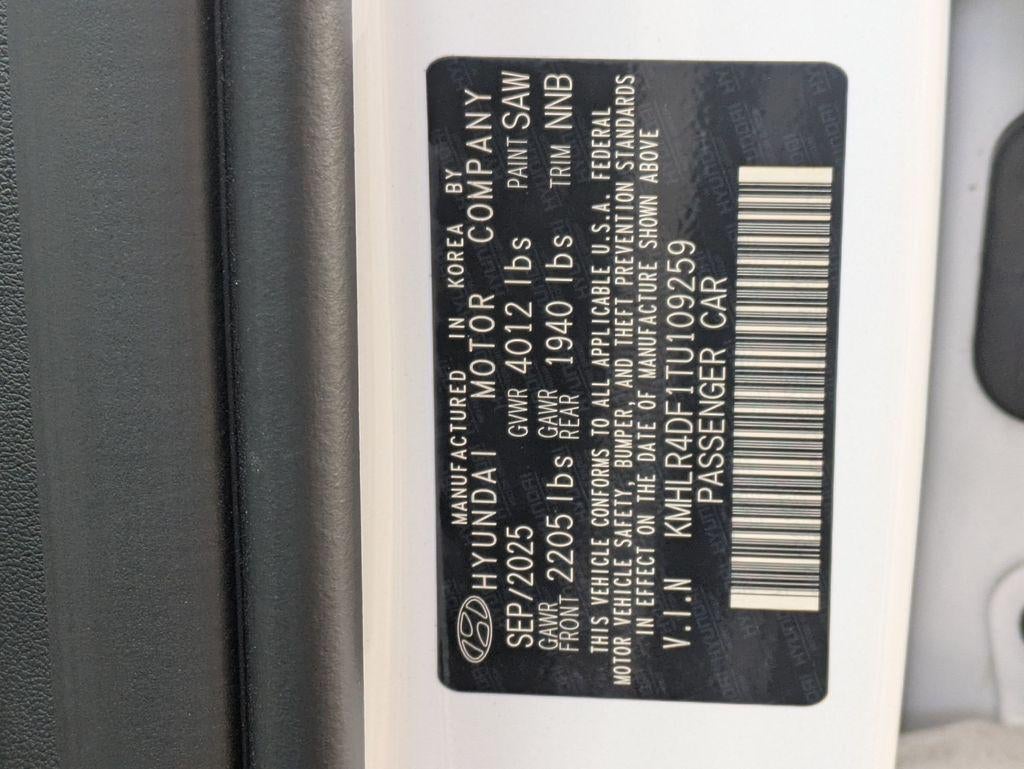 MANUFACTURED IN KOREA BY
HYUNDAI MOTOR COMPANY
SEP/2025 GVWR 4012 lbs PAINT SAW
GAWR FRONT 2205 lbs GAWR REAR 1940 lbs TRIM NNB
THIS VEHICLE CONFORMS TO ALL APPLICABLE U.S.A. FEDERAL
MOTOR VEHICLE SAFETY, BUMPER, AND THEFT PREVENTION STANDARDS
IN EFFECT ON THE DATE OF MANUFACTURE SHOWN ABOVE
V.I.N KMHLR4DF1TU109259
PASSENGER CAR